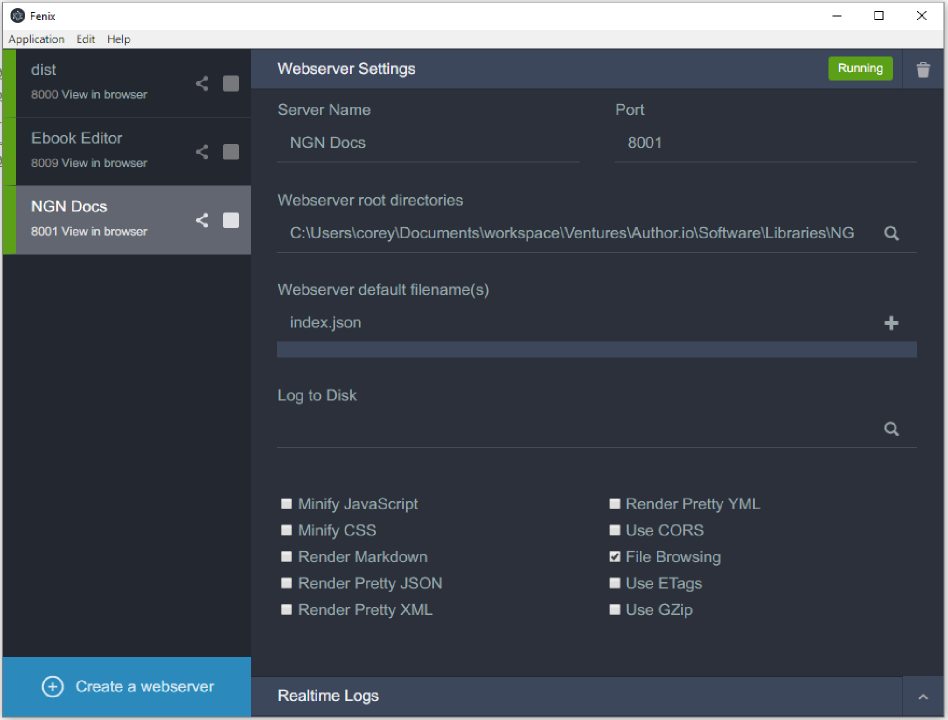 Fenix
Application Edit Help
dist
8000 View in browser
Ebook Editor
8009 View in browser
NGN Docs
8001 View in browser
Create a webserver
Webserver Settings
Running
Server Name
Port
NGN Docs
8001
Webserver root directories
C:\Users\corey\Documents\workspace\Ventures\Author.io\Software\Libraries\NG
Webserver default filename(s)
index.json
Log to Disk
Minify JavaScript
Minify CSS
Render Markdown
Render Pretty JSON
Render Pretty XML
Render Pretty YML
Use CORS
File Browsing
Use ETags
Use GZip
Realtime Logs